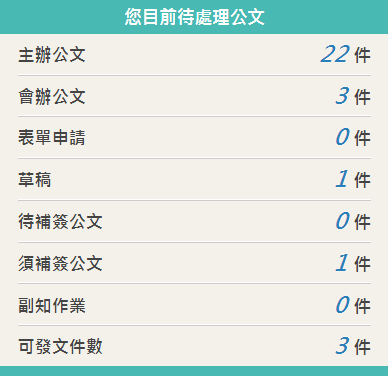 您目前待處理公文
主辦公文 22 件
會辦公文 3 件
表單申請 0 件
草稿 1 件
待補簽公文 0 件
須補簽公文 1 件
副知作業 0 件
可發文件數 3 件